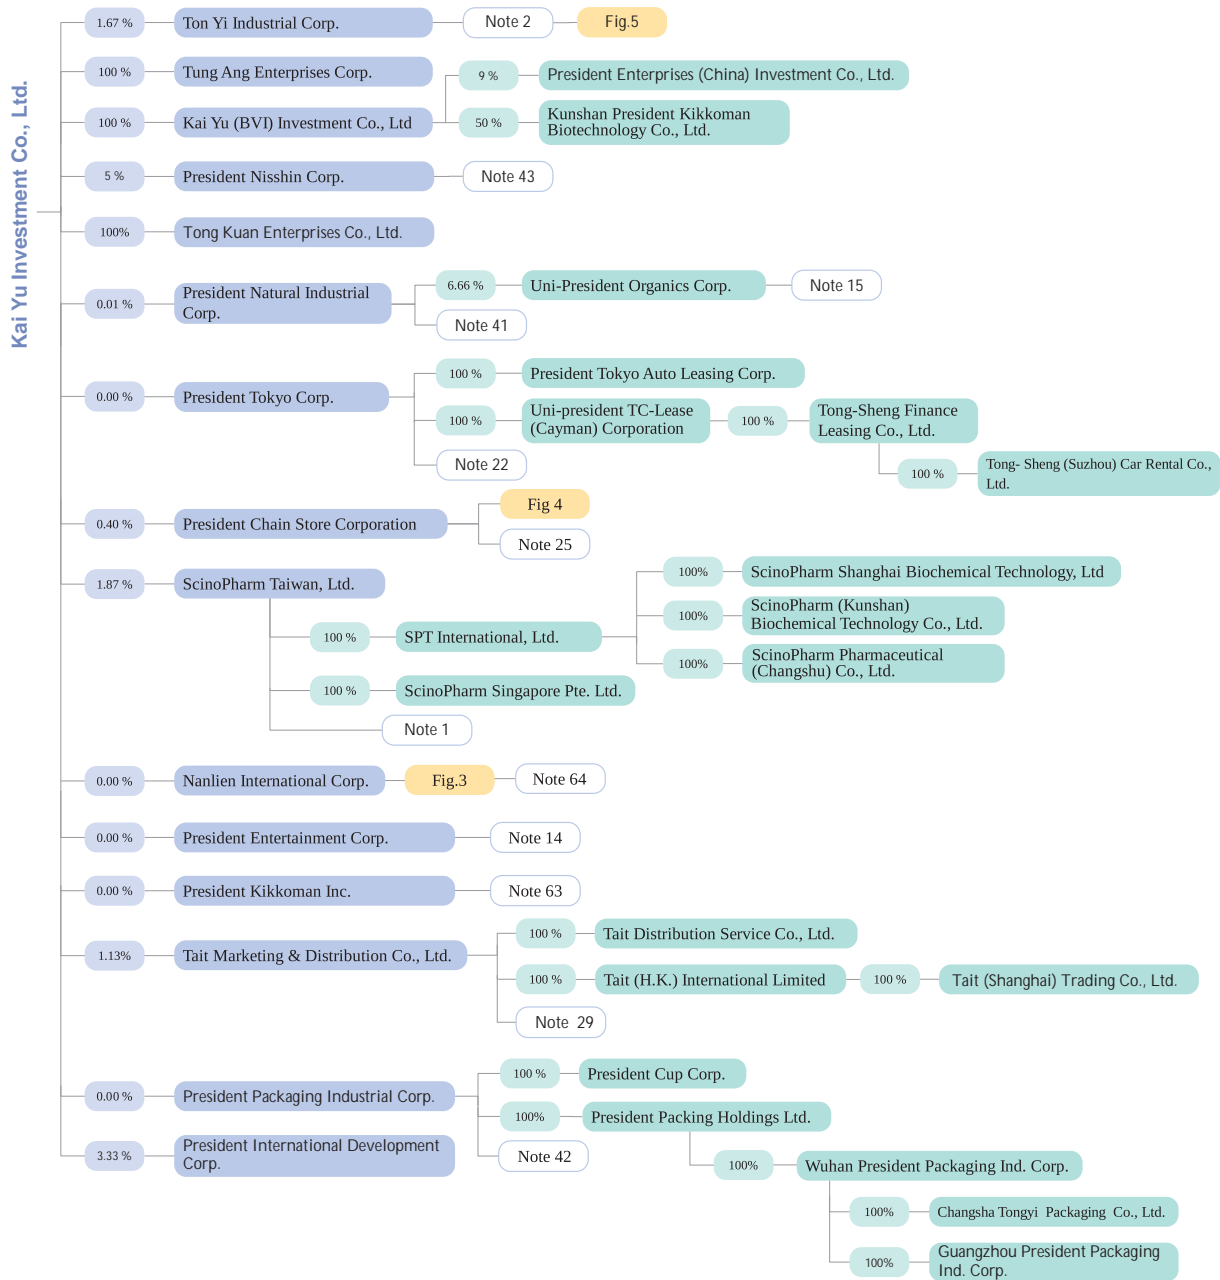 Kai Yu Investment Co., Ltd.
1.67 % Ton Yi Industrial Corp. Note 2 Fig.5
100 % Tung Ang Enterprises Corp.
9 % President Enterprises (China) Investment Co., Ltd.
100 % Kai Yu (BVI) Investment Co., Ltd
50 % Kunshan President Kikkoman
Biotechnology Co., Ltd.
5 % President Nisshin Corp. Note 43
100% Tong Kuan Enterprises Co., Ltd.
0.01 % President Natural Industrial
Corp.
6.66 % Uni-President Organics Corp. Note 15
Note 41
0.00 % President Tokyo Corp.
100 % President Tokyo Auto Leasing Corp.
100 % Uni-president TC-Lease
(Cayman) Corporation
100 % Tong-Sheng Finance
Leasing Co., Ltd.
100 % Tong- Sheng (Suzhou) Car Rental Co.,
Ltd.
Note 22
0.40 % President Chain Store Corporation
Fig 4
Note 25
1.87 % ScinoPharm Taiwan, Ltd.
100 % SPT International, Ltd.
100% ScinoPharm Shanghai Biochemical Technology, Ltd
100% ScinoPharm (Kunshan)
Biochemical Technology Co., Ltd.
100% ScinoPharm Pharmaceutical
(Changshu) Co., Ltd.
100 % ScinoPharm Singapore Pte. Ltd.
Note 1
0.00 % Nanlien International Corp. Fig.3 Note 64
0.00 % President Entertainment Corp. Note 14
0.00 % President Kikkoman Inc. Note 63
1.13% Tait Marketing & Distribution Co., Ltd.
100 % Tait Distribution Service Co., Ltd.
100 % Tait (H.K.) International Limited 100 % Tait (Shanghai) Trading Co., Ltd.
Note 29
0.00 % President Packaging Industrial Corp.
100 % President Cup Corp.
100% President Packing Holdings Ltd.
Note 42
3.33 % President International Development
Corp.
100% Wuhan President Packaging Ind. Corp.
100% Changsha Tongyi Packaging Co., Ltd.
100% Guangzhou President Packaging
Ind. Corp.